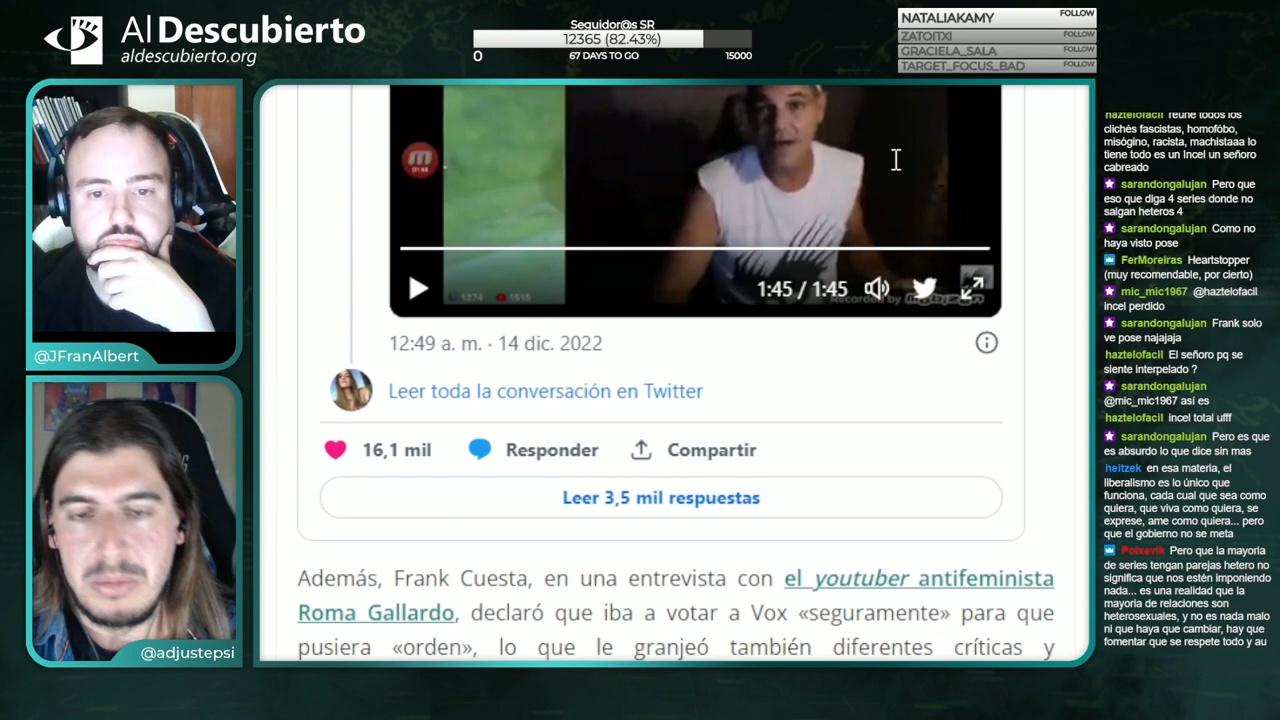 Al Descubierto
aldescubierto.org
Seguidor@s SR
12365 (82.43%)
0
67 DAYS TO GO
15000
NATALIAKAMY FOLLOW
ZATOITXI FOLLOW
GRACIELA_SALA FOLLOW
TARGET_FOCUS_BAD FOLLOW
@JFranAlbert
@adjustepsi
1:45 / 1:45
12:49 a. m. · 14 dic. 2022
Leer toda la conversación en Twitter
16,1 mil
Responder
Compartir
Leer 3,5 mil respuestas
Además, Frank Cuesta, en una entrevista con el youtuber antifeminista
Roma Gallardo, declaró que iba a votar a Vox «seguramente» para que
pusiera «orden», lo que le granjeó también diferentes críticas y
haztelofacil reune todos los
clichés fascistas, homofóbo,
misógino, racista, machistaaa lo
tiene todo es un Incel un señoro
cabreado
sarandongalujan Pero que
eso que diga 4 series donde no
salgan heteros 4
sarandongalujan Como no
haya visto pose
FerMoreiras Heartstopper
(muy recomendable, por cierto)
mic_mic1967 @haztelofacil
incel perdido
sarandongalujan Frank solo
ve pose najajaja
haztelofacil El señoro pq se
siente interpelado ?
sarandongalujan
@mic_mic1967 así es
haztelofacil incel total ufff
sarandongalujan Pero es que
es absurdo lo que dice sin mas
heitzek en esa materia, el
liberalismo es lo único que
funciona, cada cual que sea como
quiera, que viva como quiera, se
exprese, ame como quiera... pero
que el gobierno no se meta
Polxevik Pero que la mayoria
de series tengan parejas hetero no
significa que nos estén imponiendo
nada... es una realidad que la
mayoria de relaciones son
heterosexuales, y no es nada malo
ni que haya que cambiar, hay que
fomentar que se respete todo y au